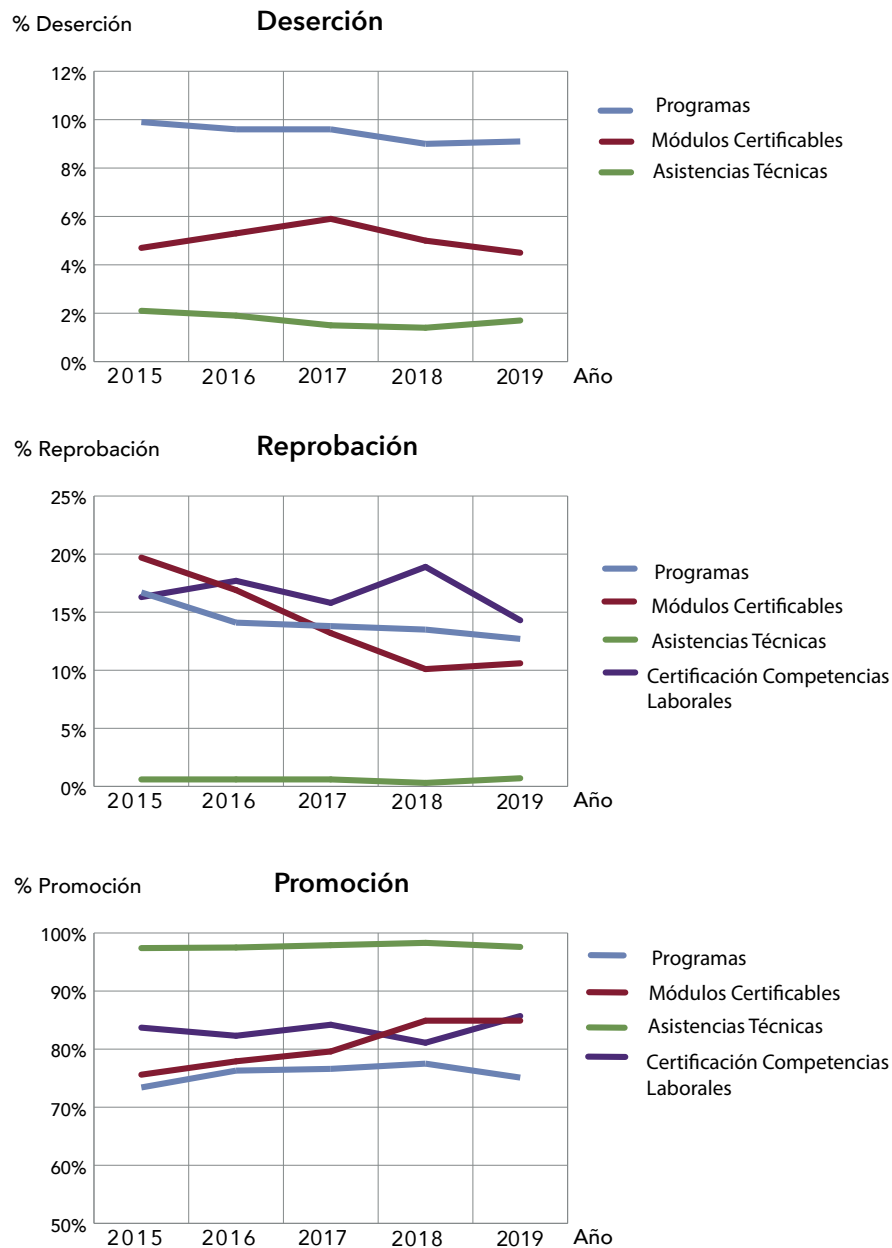 % Deserción
Deserción
12%
10%
8%
6%
4%
2%
0%
2015 2016 2017 2018 2019 Año
Programas
Módulos Certificables
Asistencias Técnicas
% Reprobación
Reprobación
25%
20%
15%
10%
5%
0%
2015 2016 2017 2018 2019 Año
Programas
Módulos Certificables
Asistencias Técnicas
Certificación Competencias
Laborales
% Promoción
Promoción
100%
90%
80%
70%
60%
50%
2015 2016 2017 2018 2019 Año
Programas
Módulos Certificables
Asistencias Técnicas
Certificación Competencias
Laborales